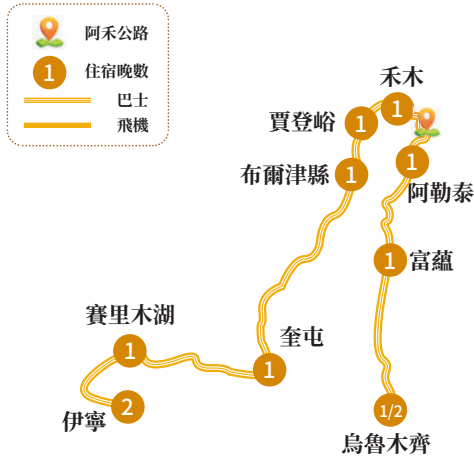 阿禾公路
1
住宿晚數
巴士
飛機
禾木
1
賈登峪
1
1
布爾津縣
1
阿勒泰
1
富蘊
賽里木湖
1
奎屯
1
2
伊寧
1/2
烏魯木齊